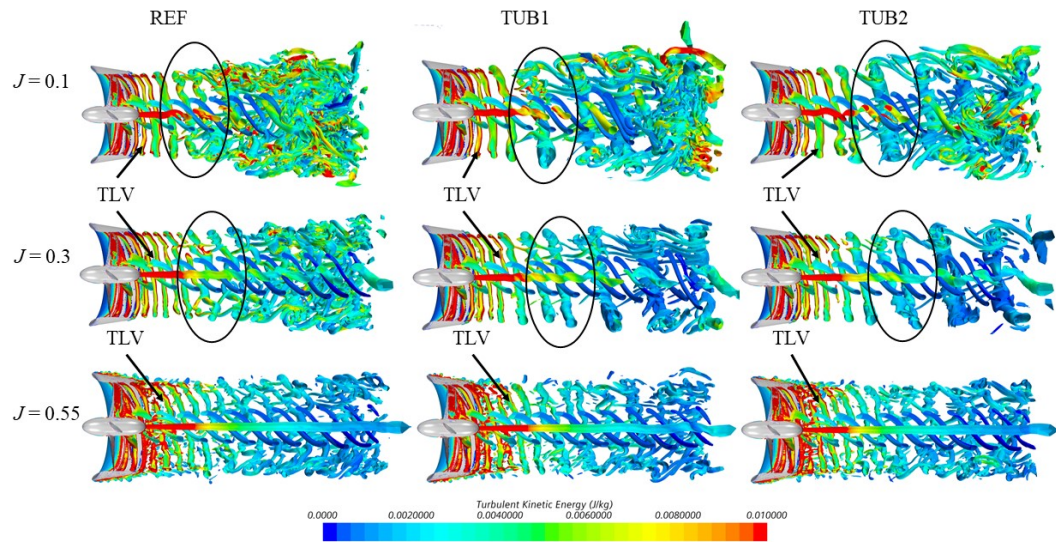 REF TUB1 TUB2
J = 0.1
TLV TLV TLV
J = 0.3
TLV TLV TLV
J = 0.55
Turbulent Kinetic Energy (J/kg)
0.0000 0.0020000 0.0040000 0.0060000 0.0080000 0.010000